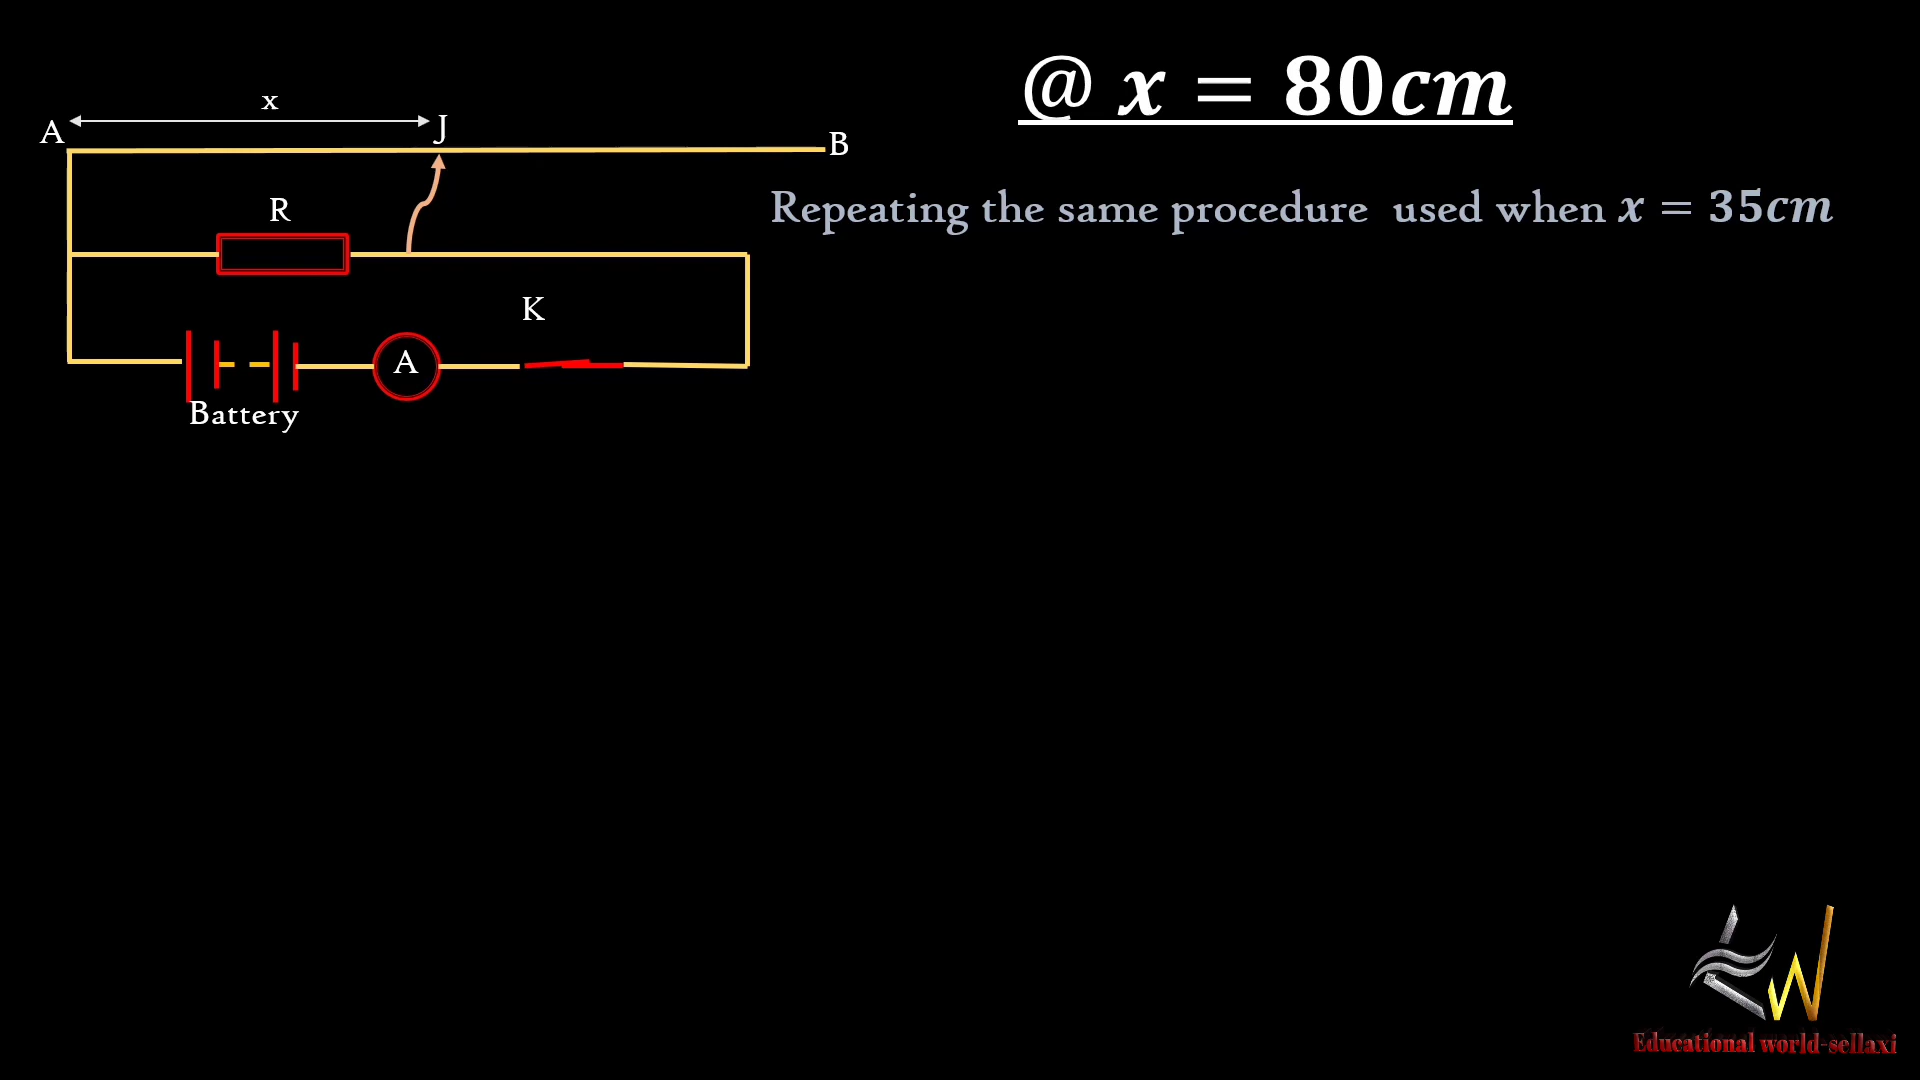 @ x = 80cm
x
A
J
B
Repeating the same procedure used when x = 35cm
R
K
A
Battery
Educational world-sellaxi